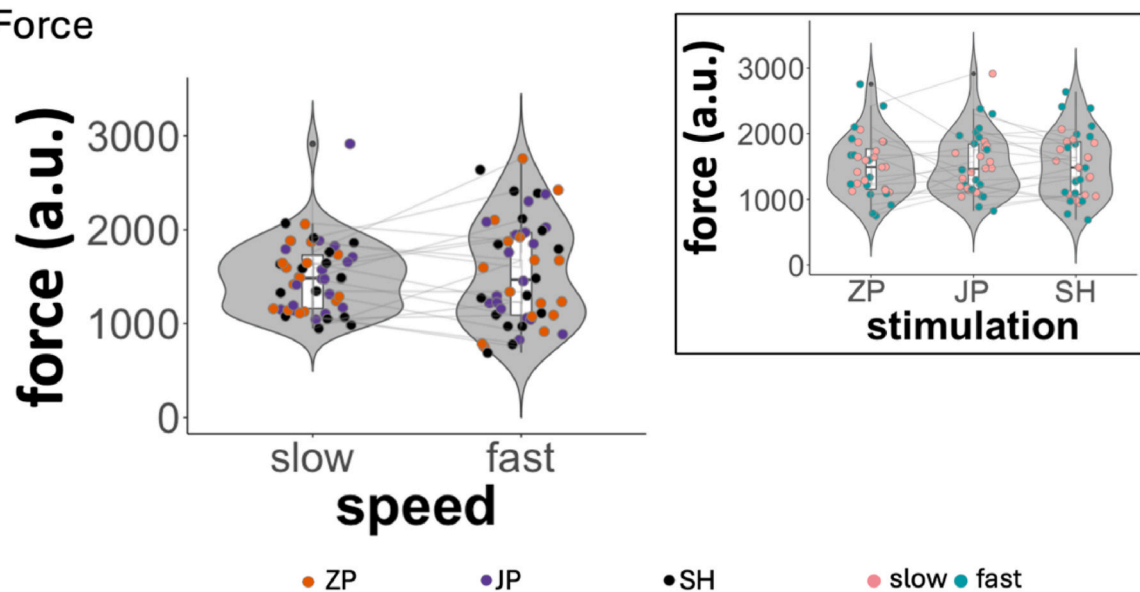 Force
force (a.u.)
3000
2000
1000
0
slow fast
speed
force (a.u.)
3000
2000
1000
0
ZP JP SH
stimulation
ZP JP SH slow fast